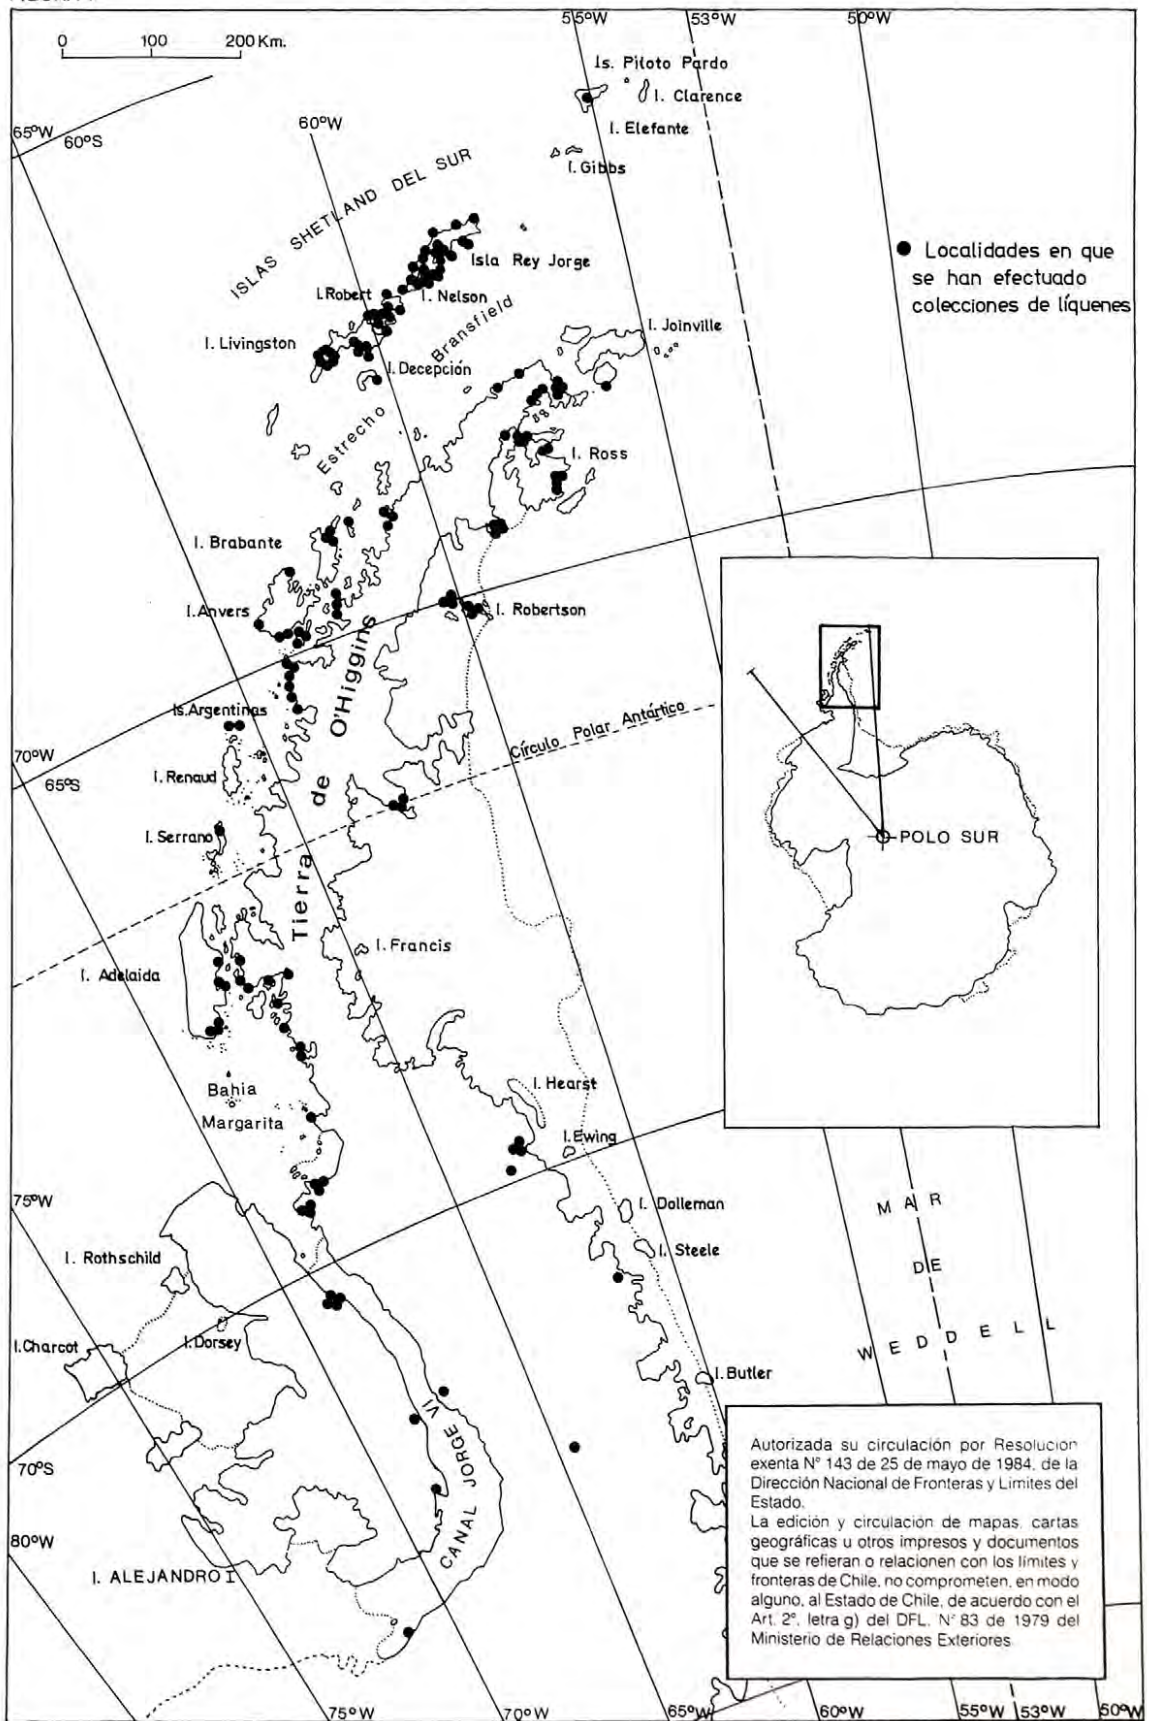 55°W
53°W
50°W
0 100 200 Km.
Is. Piloto Pardo
I. Clarence
I. Elefante
65°W
60°S
60°W
I. Gibbs
ISLAS SHETLAND DEL SUR
● Localidades en que
se han efectuado
colecciones de líquenes
Isla Rey Jorge
I. Robert
I. Nelson
I. Joinville
I. Livingston
Estrecho Bransfield
I. Decepción
I. Ross
I. Brabante
I. Anvers
I. Robertson
Tierra de O'Higgins
Is. Argentinas
Círculo Polar Antártico
70°W
65°S
I. Renaud
I. Serrano
POLO SUR
I. Francis
I. Adelaida
I. Hearst
Bahia
Margarita
I. Ewing
75°W
I. Dolleman
I. Steele
I. Rothschild
MAR
DE
WEDDELL
I. Dorsey
I. Charcot
I. Butler
CANAL JORGE VI
70°S
80°W
I. ALEJANDRO I
Autorizada su circulación por Resolución
exenta N° 143 de 25 de mayo de 1984, de la
Dirección Nacional de Fronteras y Limites del
Estado.
La edición y circulación de mapas, cartas
geográficas u otros impresos y documentos
que se refieran o relacionen con los límites y
fronteras de Chile, no comprometen, en modo
alguno, al Estado de Chile, de acuerdo con el
Art. 2°, letra g) del DFL. N° 83 de 1979 del
Ministerio de Relaciones Exteriores
75°W
70°W
65°W
60°W
55°W
53°W
50°W